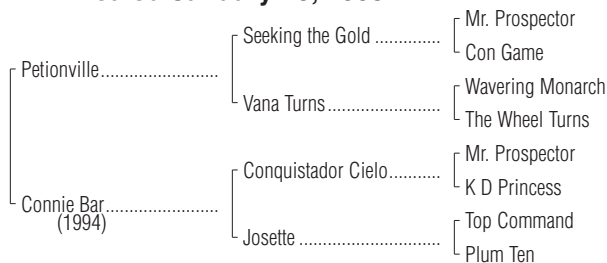 Seeking the Gold
Mr. Prospector
Con Game
Petionville
Vana Turns
Wavering Monarch
The Wheel Turns
Conquistador Cielo
Mr. Prospector
K D Princess
Connie Bar
(1994)
Josette
Top Command
Plum Ten